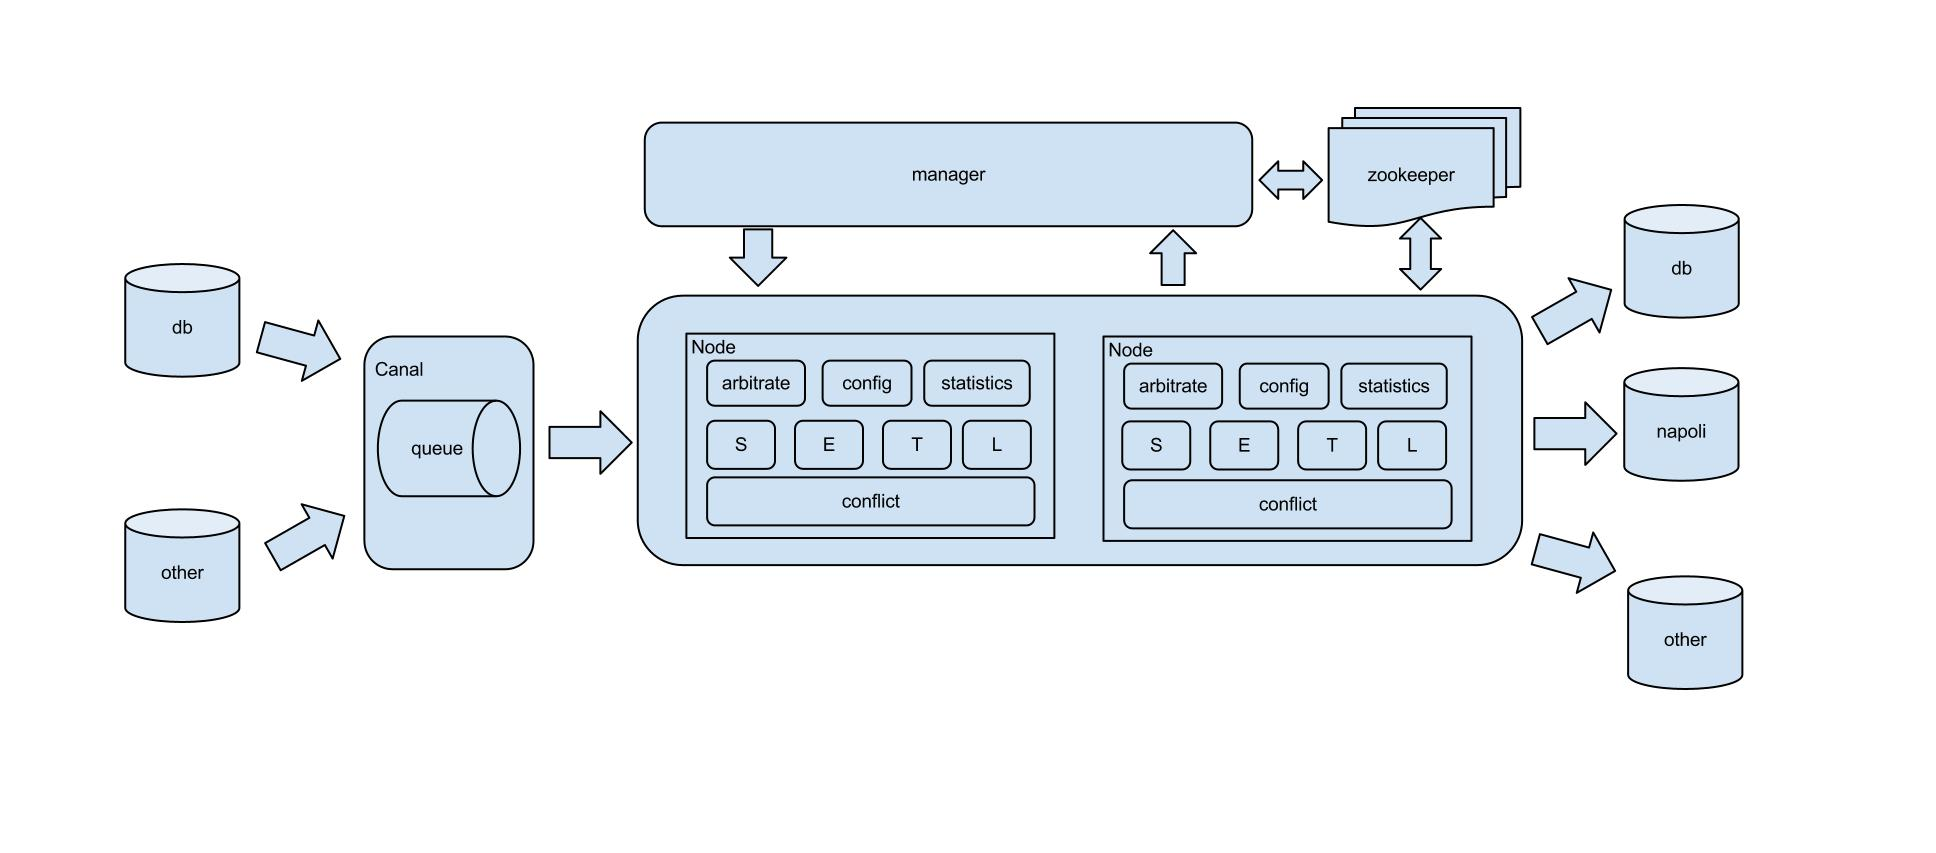 manager
zookeeper
db
other
Canal
queue
Node
arbitrate
config
statistics
S
E
T
L
conflict
Node
arbitrate
config
statistics
S
E
T
L
conflict
db
napoli
other